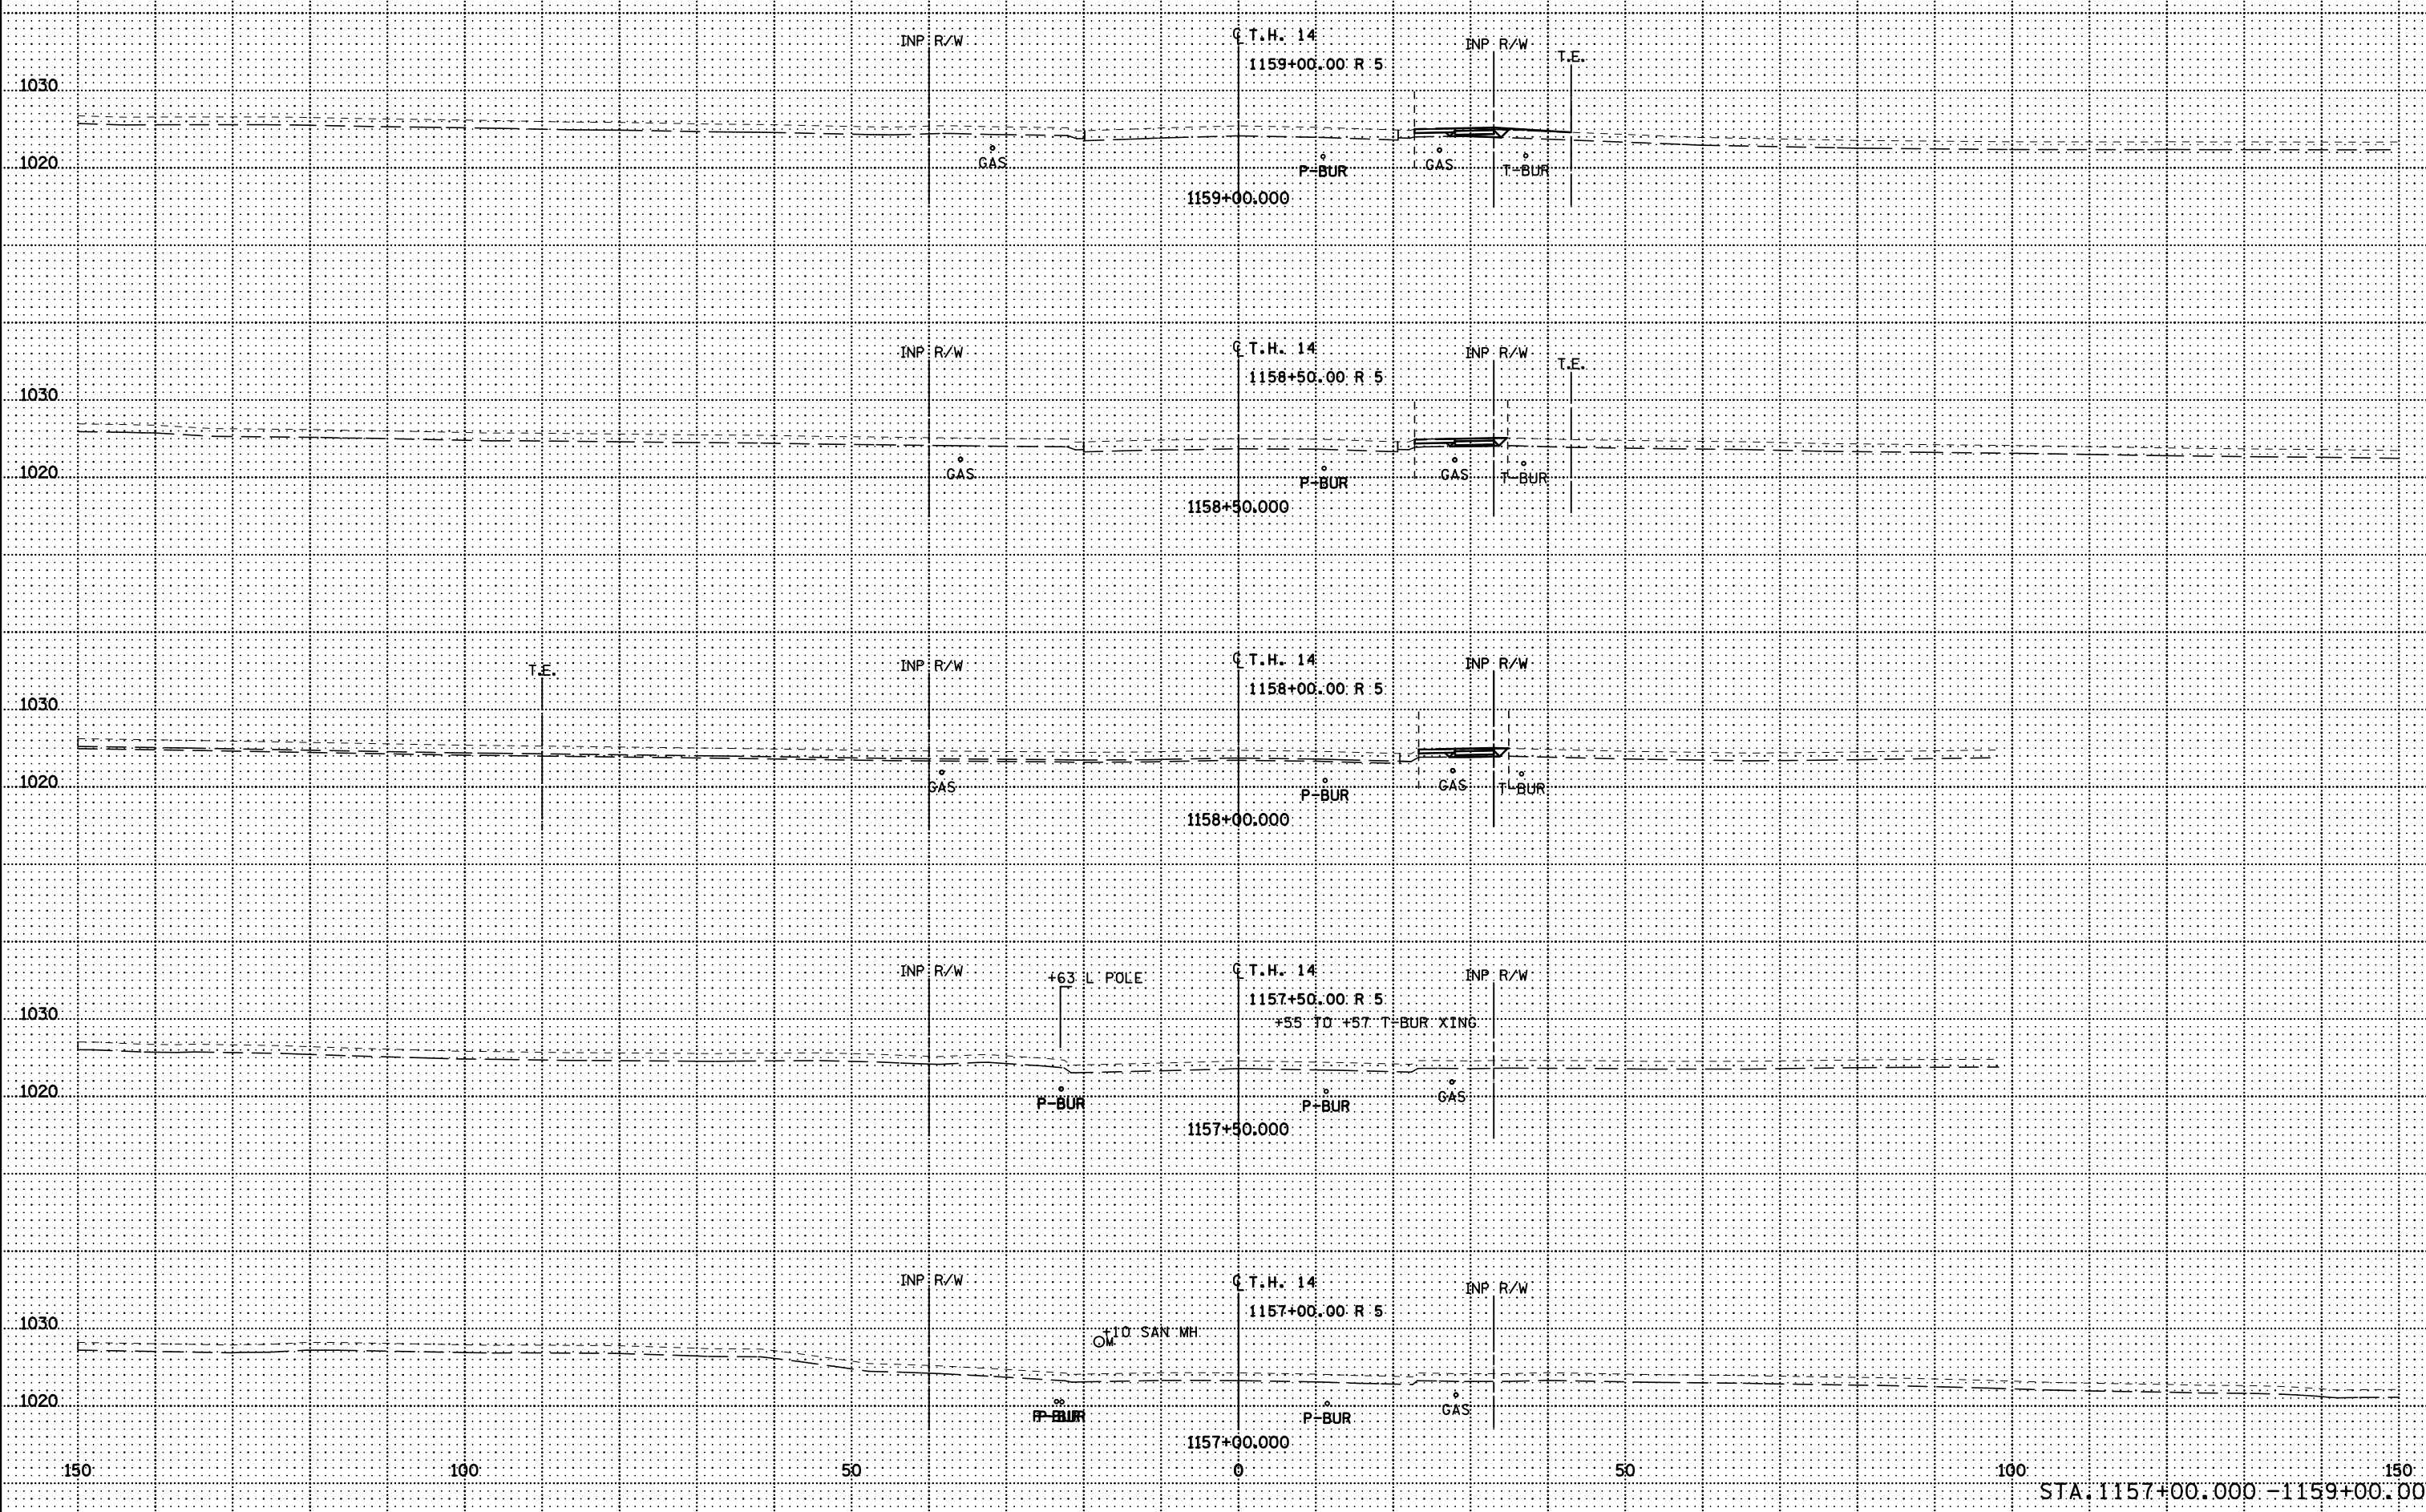 INP R/W
℄ T.H. 14
INP R/W
T.E.
1159+00.00 R 5
1030
1020
GAS
P-BUR
GAS
T-BUR
1159+00.000
INP R/W
℄ T.H. 14
INP R/W
T.E.
1158+50.00 R 5
1030
1020
GAS
P-BUR
GAS
T-BUR
1158+50.000
T.E.
INP R/W
℄ T.H. 14
INP R/W
1158+00.00 R 5
1030
1020
GAS
P-BUR
GAS
T-BUR
1158+00.000
INP R/W
+63 L POLE
℄ T.H. 14
INP R/W
1157+50.00 R 5
1030
+55 TO +57 T-BUR XING
1020
P-BUR
P-BUR
GAS
1157+50.000
INP R/W
℄ T.H. 14
INP R/W
1157+00.00 R 5
1030
+10 SAN MH
M
1020
P-BUR
P-BUR
GAS
1157+00.000
150
100
50
0
50
100
150
STA.1157+00.000 -1159+00.00